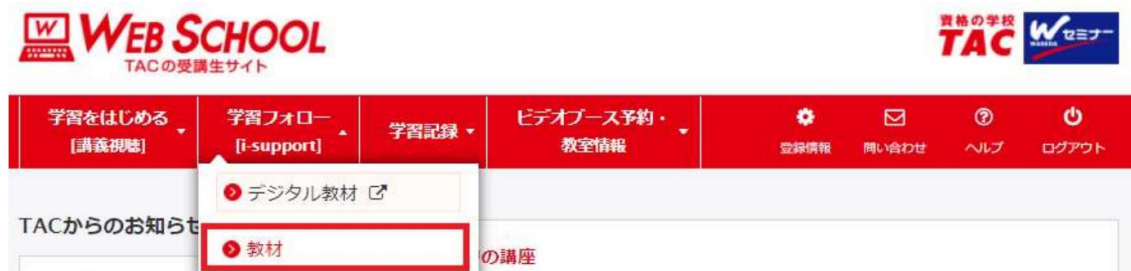 WEB SCHOOL
TACの受講生サイト
資格の学校
TAC
W セミナー
WASEDA
学習をはじめる
[講義視聴]
学習フォロー
[i-support]
学習記録
ビデオブース予約・
教室情報
登録情報
問い合わせ
ヘルプ
ログアウト
デジタル教材
TACからのお知らせ
教材
の講座